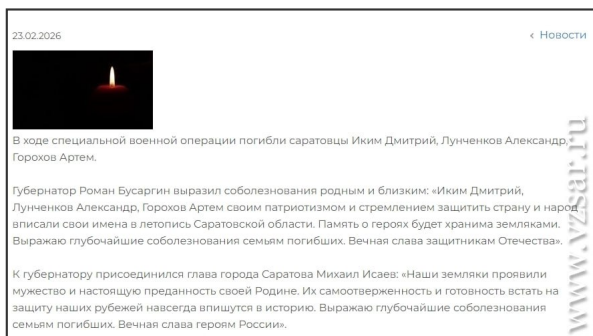 23.02.2026
‹ Новости
В ходе специальной военной операции погибли саратовцы Иким Дмитрий, Лунченков Александр,
Горохов Артем.
Губернатор Роман Бусаргин выразил соболезнования родным и близким: «Иким Дмитрий,
Лунченков Александр, Горохов Артем своим патриотизмом и стремлением защитить страну и народ
вписали свои имена в летопись Саратовской области. Память о героях будет хранима земляками.
Выражаю глубочайшие соболезнования семьям погибших. Вечная слава защитникам Отечества».
К губернатору присоединился глава города Саратова Михаил Исаев: «Наши земляки проявили
мужество и настоящую преданность своей Родине. Их самоотверженность и готовность встать на
защиту наших рубежей навсегда впишутся в историю. Выражаю глубочайшие соболезнования
семьям погибших. Вечная слава героям России».
www.vzsar.ru